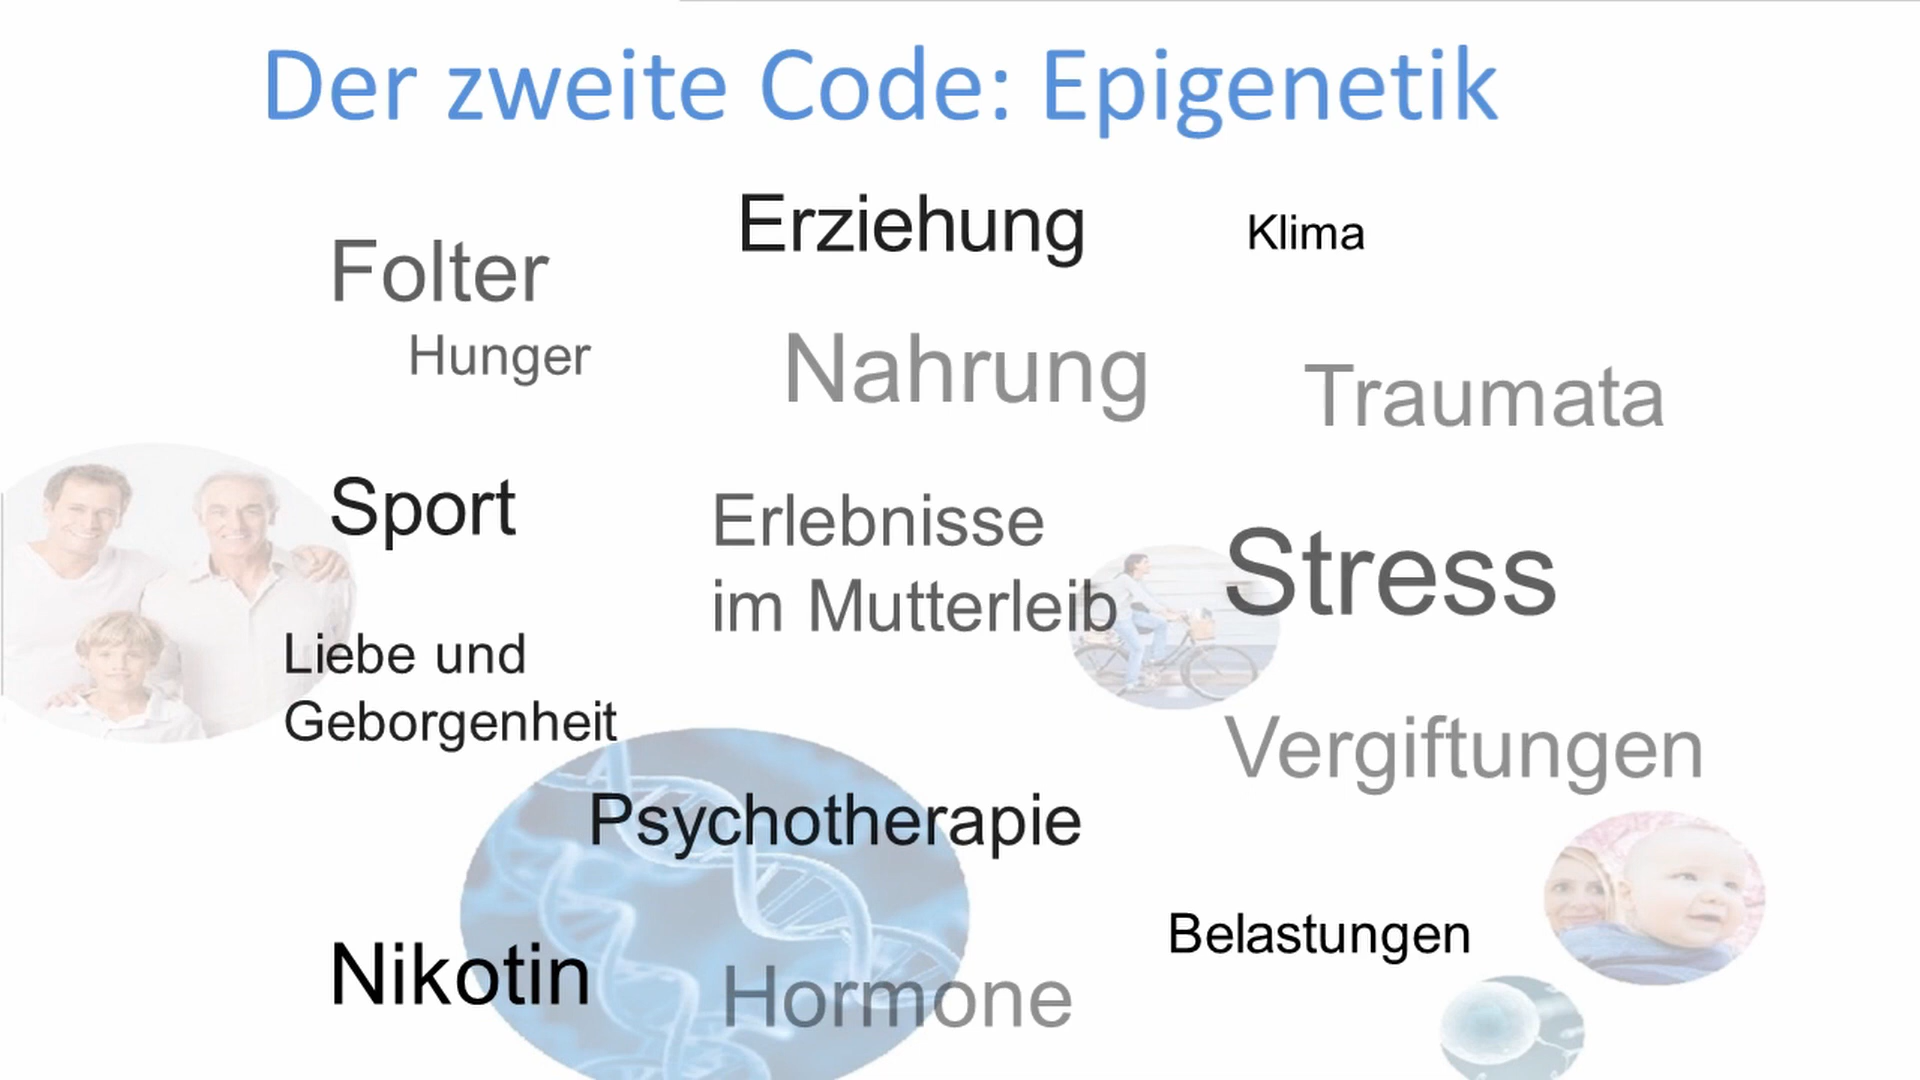 Der zweite Code: Epigenetik
Erziehung
Klima
Folter
Hunger
Nahrung
Traumata
Sport
Erlebnisse
im Mutterleib
Stress
Liebe und
Geborgenheit
Vergiftungen
Psychotherapie
Belastungen
Nikotin
Hormone